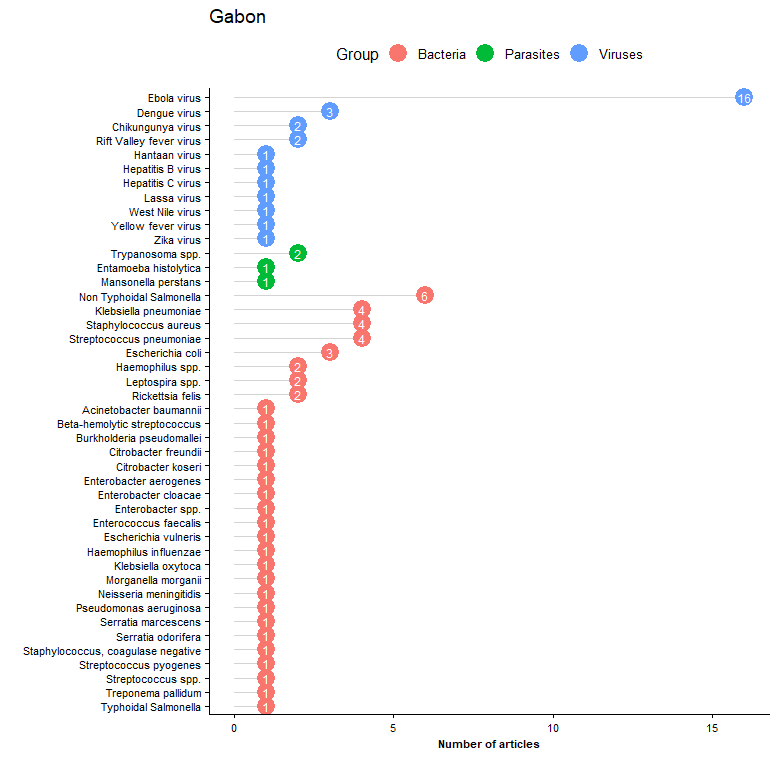 Gabon
Group Bacteria Parasites Viruses
Ebola virus 16
Dengue virus 3
Chikungunya virus 2
Rift Valley fever virus 2
Hantaan virus 1
Hepatitis B virus 1
Hepatitis C virus 1
Lassa virus 1
West Nile virus 1
Yellow fever virus 1
Zika virus 1
Trypanosoma spp. 2
Entamoeba histolytica 1
Mansonella perstans 1
Non Typhoidal Salmonella 6
Klebsiella pneumoniae 4
Staphylococcus aureus 4
Streptococcus pneumoniae 4
Escherichia coli 3
Haemophilus spp. 2
Leptospira spp. 2
Rickettsia felis 2
Acinetobacter baumannii 1
Beta-hemolytic streptococcus 1
Burkholderia pseudomallei 1
Citrobacter freundii 1
Citrobacter koseri 1
Enterobacter aerogenes 1
Enterobacter cloacae 1
Enterobacter spp. 1
Enterococcus faecalis 1
Escherichia vulneris 1
Haemophilus influenzae 1
Klebsiella oxytoca 1
Morganella morganii 1
Neisseria meningitidis 1
Pseudomonas aeruginosa 1
Serratia marcescens 1
Serratia odorifera 1
Staphylococcus, coagulase negative 1
Streptococcus pyogenes 1
Streptococcus spp. 1
Treponema pallidum 1
Typhoidal Salmonella 1
0 5 10 15
Number of articles